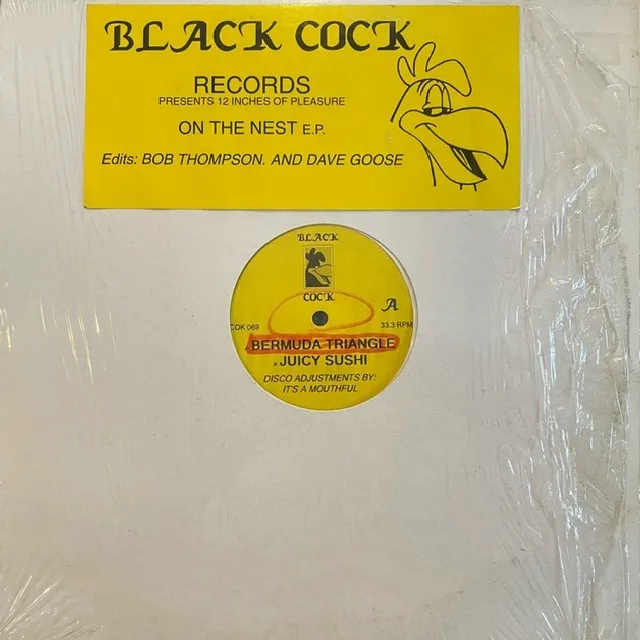 BLACK COCK
RECORDS
PRESENTS 12 INCHES OF PLEASURE
ON THE NEST E.P.
Edits: BOB THOMPSON. AND DAVE GOOSE
BLACK
COCK
A
COK 069
33.3 RPM
BERMUDA TRIANGLE
JUICY SUSHI
DISCO ADJUSTMENTS BY:
IT'S A MOUTHFUL